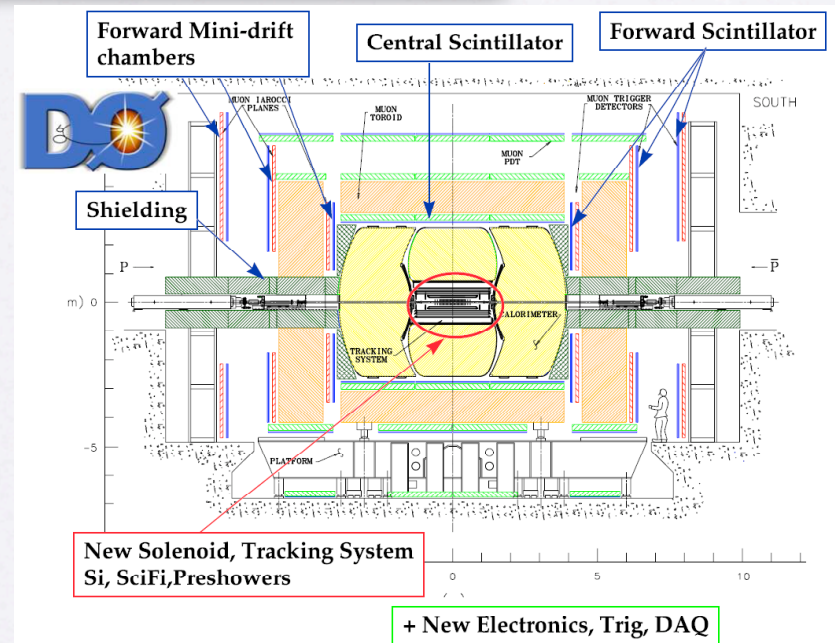 Forward Mini-drift
chambers
Central Scintillator
Forward Scintillator
DØ
MUON IAROCCI
PLANES
MUON
TOROID
MUON TRIGGER
DETECTORS
SOUTH
MUON
PDT
Shielding
P
P̅
m) 0
CALORIMETER
TRACKING
SYSTEM
-5
PLATFORM
New Solenoid, Tracking System
Si, SciFi,Preshowers
0 5 10
+ New Electronics, Trig, DAQ